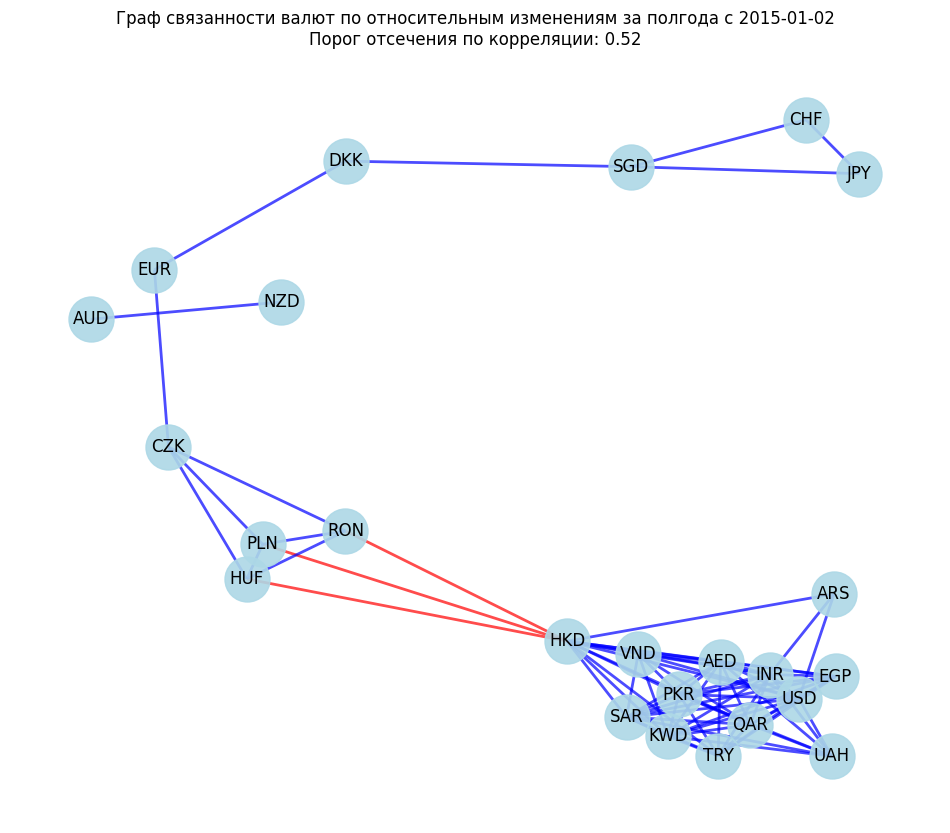 Граф связанности валют по относительным изменениям за полгода с 2015-01-02
Порог отсечения по корреляции: 0.52
CHF
DKK
SGD
JPY
EUR
NZD
AUD
CZK
RON
PLN
HUF
ARS
HKD
VND
AED
INR
EGP
PKR
USD
SAR
QAR
KWD
TRY
UAH